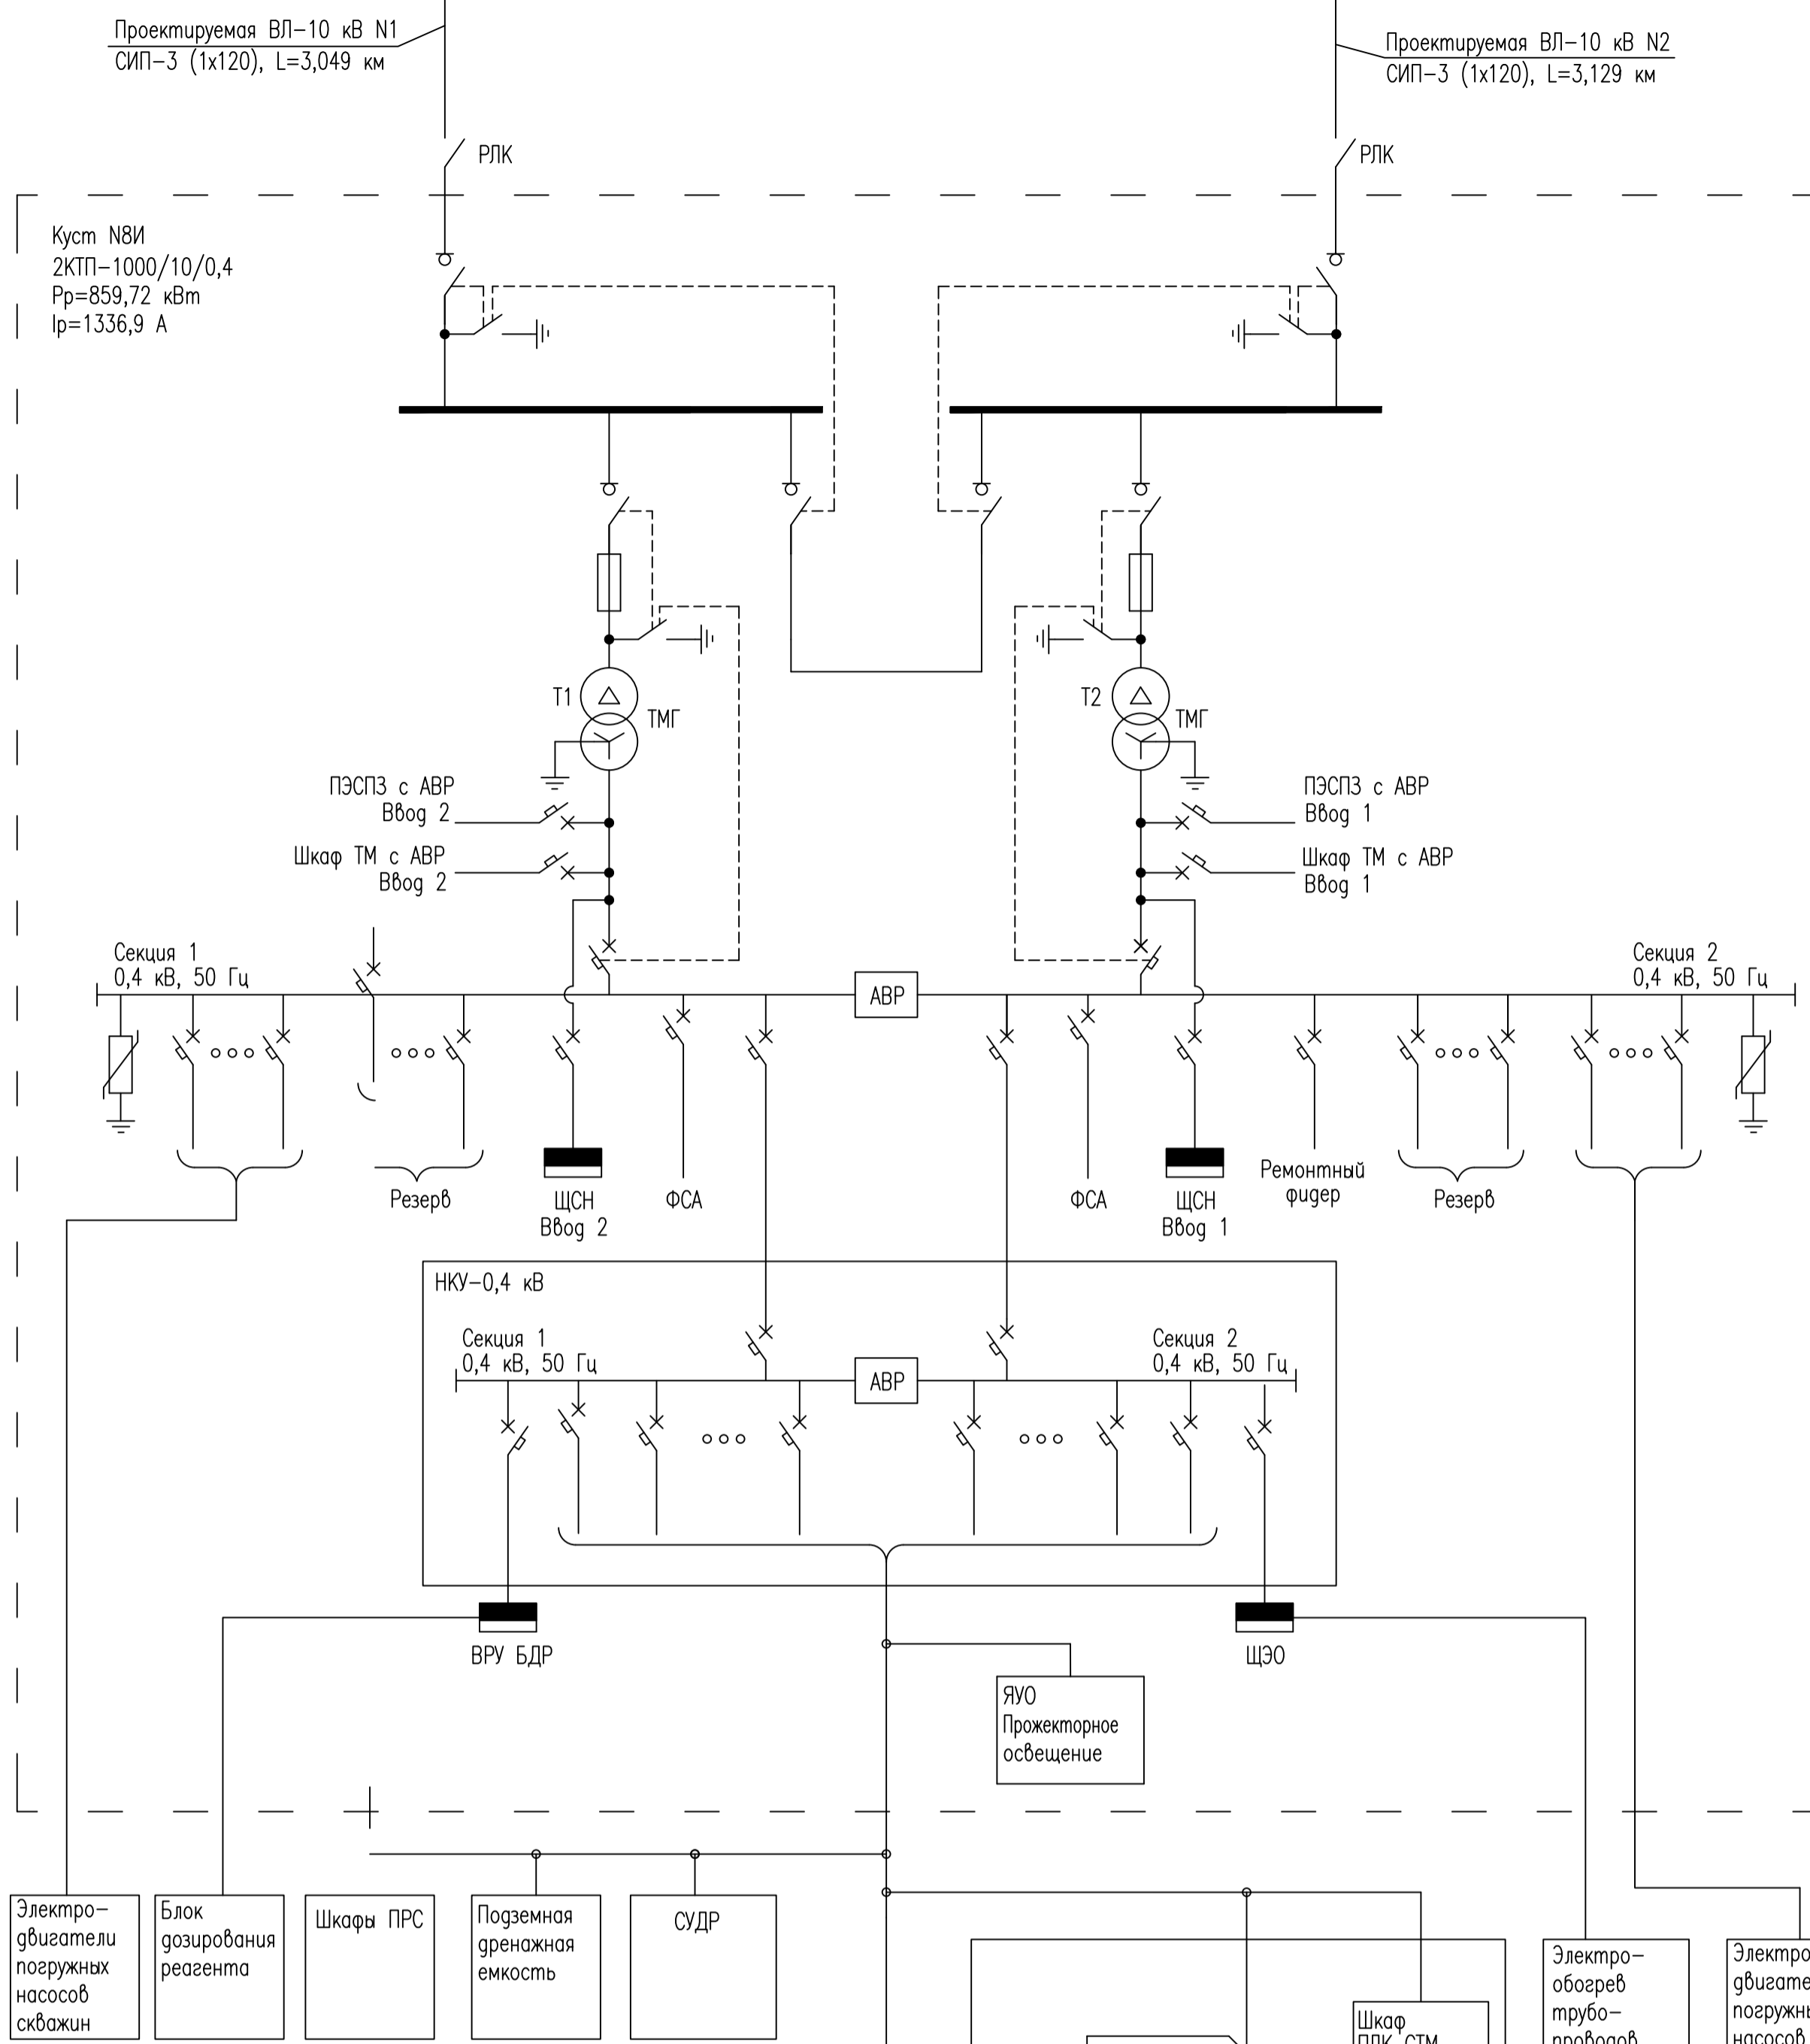 Проектируемая ВЛ-10 кВ N1
СИП-3 (1х120), L=3,049 км
Проектируемая ВЛ-10 кВ N2
СИП-3 (1х120), L=3,129 км
РЛК
РЛК
Куст N8И
2КТП-1000/10/0,4
Рр=859,72 кВт
Iр=1336,9 А
Т1
ТМГ
Т2
ТМГ
ПЭСПЗ с АВР
Ввод 2
Шкаф ТМ с АВР
Ввод 2
ПЭСПЗ с АВР
Ввод 1
Шкаф ТМ с АВР
Ввод 1
Секция 1
0,4 кВ, 50 Гц
АВР
Секция 2
0,4 кВ, 50 Гц
Резерв
ЩСН
Ввод 2
ФСА
ФСА
ЩСН
Ввод 1
Ремонтный
фидер
Резерв
НКУ-0,4 кВ
Секция 1
0,4 кВ, 50 Гц
АВР
Секция 2
0,4 кВ, 50 Гц
ВРУ БДР
ЩЭО
ЯУО
Прожекторное
освещение
Электро-
двигатели
погружных
насосов
скважин
Блок
дозирования
реагента
Шкафы ПРС
Подземная
дренажная
емкость
СУДР
Шкаф
Электро-
обогрев
трубо-
Электро
двигате
погружны